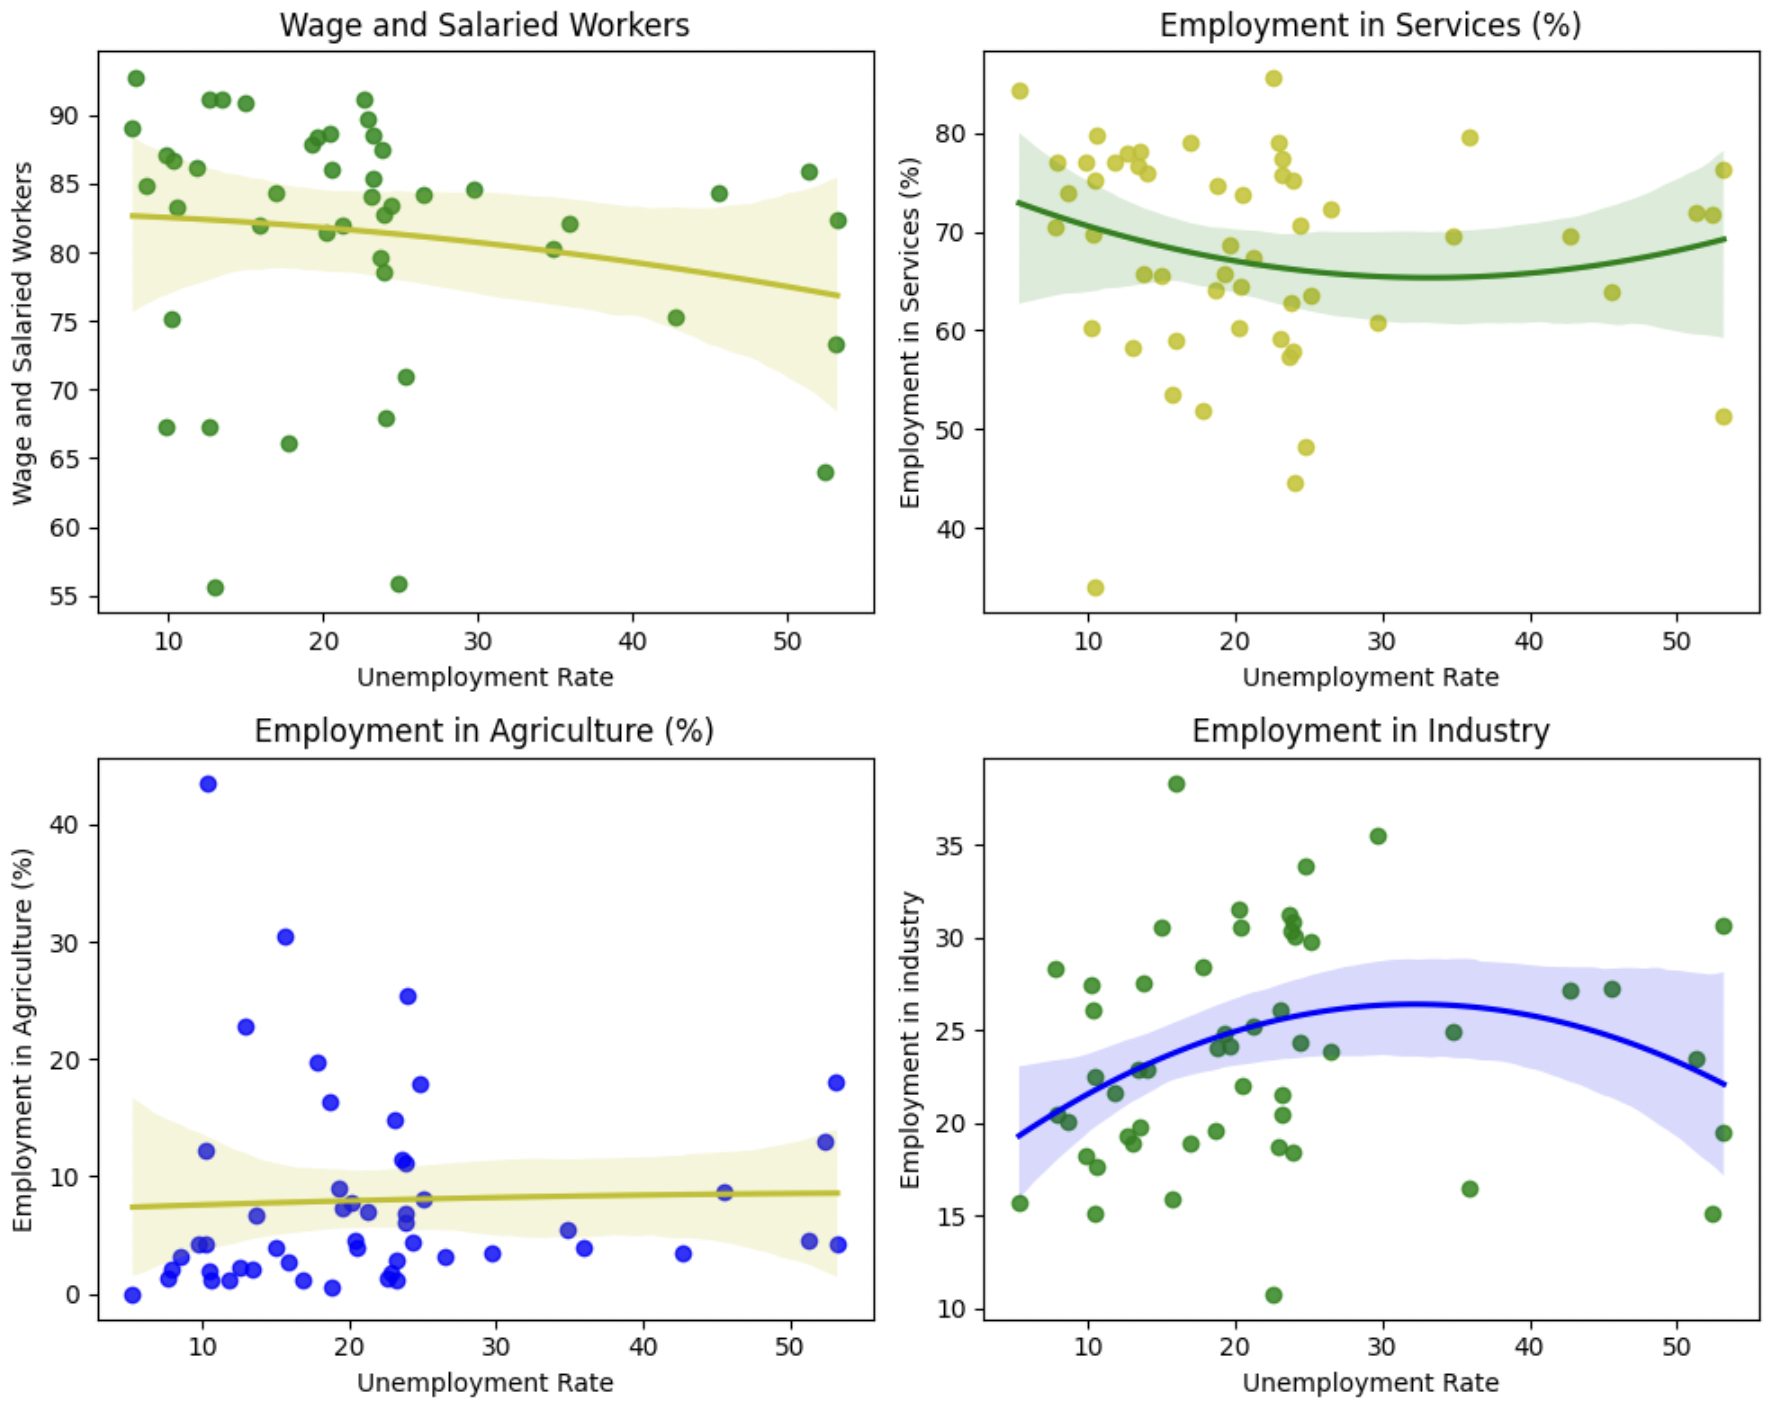 Wage and Salaried Workers
90
85
80
75
70
65
60
55
Wage and Salaried Workers
10 20 30 40 50
Unemployment Rate
Employment in Services (%)
80
70
60
50
40
Employment in Services (%)
10 20 30 40 50
Unemployment Rate
Employment in Agriculture (%)
40
30
20
10
0
Employment in Agriculture (%)
10 20 30 40 50
Unemployment Rate
Employment in Industry
35
30
25
20
15
10
Employment in industry
10 20 30 40 50
Unemployment Rate